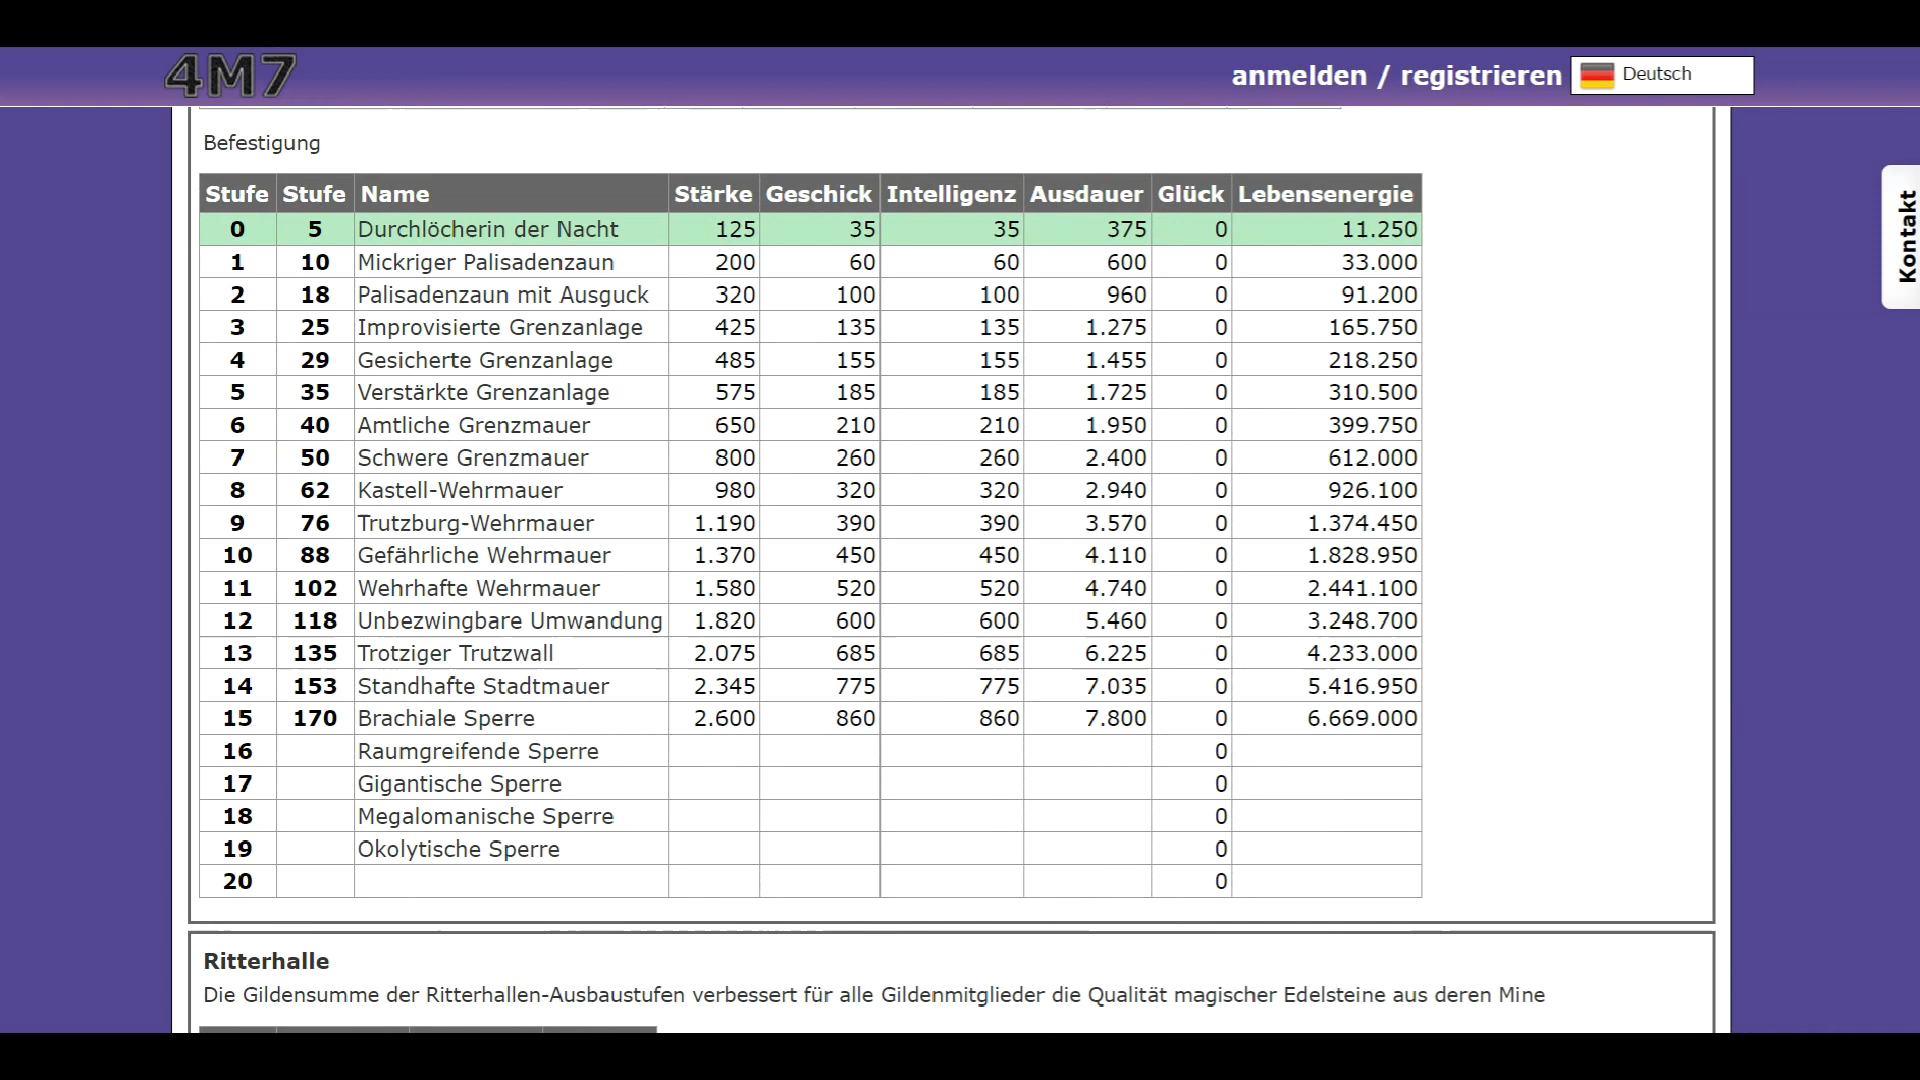 4M7
anmelden / registrieren Deutsch
Kontakt
Befestigung
Stufe Stufe Name Stärke Geschick Intelligenz Ausdauer Glück Lebensenergie
0 5 Durchlöcherin der Nacht 125 35 35 375 0 11.250
1 10 Mickriger Palisadenzaun 200 60 60 600 0 33.000
2 18 Palisadenzaun mit Ausguck 320 100 100 960 0 91.200
3 25 Improvisierte Grenzanlage 425 135 135 1.275 0 165.750
4 29 Gesicherte Grenzanlage 485 155 155 1.455 0 218.250
5 35 Verstärkte Grenzanlage 575 185 185 1.725 0 310.500
6 40 Amtliche Grenzmauer 650 210 210 1.950 0 399.750
7 50 Schwere Grenzmauer 800 260 260 2.400 0 612.000
8 62 Kastell-Wehrmauer 980 320 320 2.940 0 926.100
9 76 Trutzburg-Wehrmauer 1.190 390 390 3.570 0 1.374.450
10 88 Gefährliche Wehrmauer 1.370 450 450 4.110 0 1.828.950
11 102 Wehrhafte Wehrmauer 1.580 520 520 4.740 0 2.441.100
12 118 Unbezwingbare Umwandung 1.820 600 600 5.460 0 3.248.700
13 135 Trotziger Trutzwall 2.075 685 685 6.225 0 4.233.000
14 153 Standhafte Stadtmauer 2.345 775 775 7.035 0 5.416.950
15 170 Brachiale Sperre 2.600 860 860 7.800 0 6.669.000
16 Raumgreifende Sperre 0
17 Gigantische Sperre 0
18 Megalomanische Sperre 0
19 Okolytische Sperre 0
20 0
Ritterhalle
Die Gildensumme der Ritterhallen-Ausbaustufen verbessert für alle Gildenmitglieder die Qualität magischer Edelsteine aus deren Mine